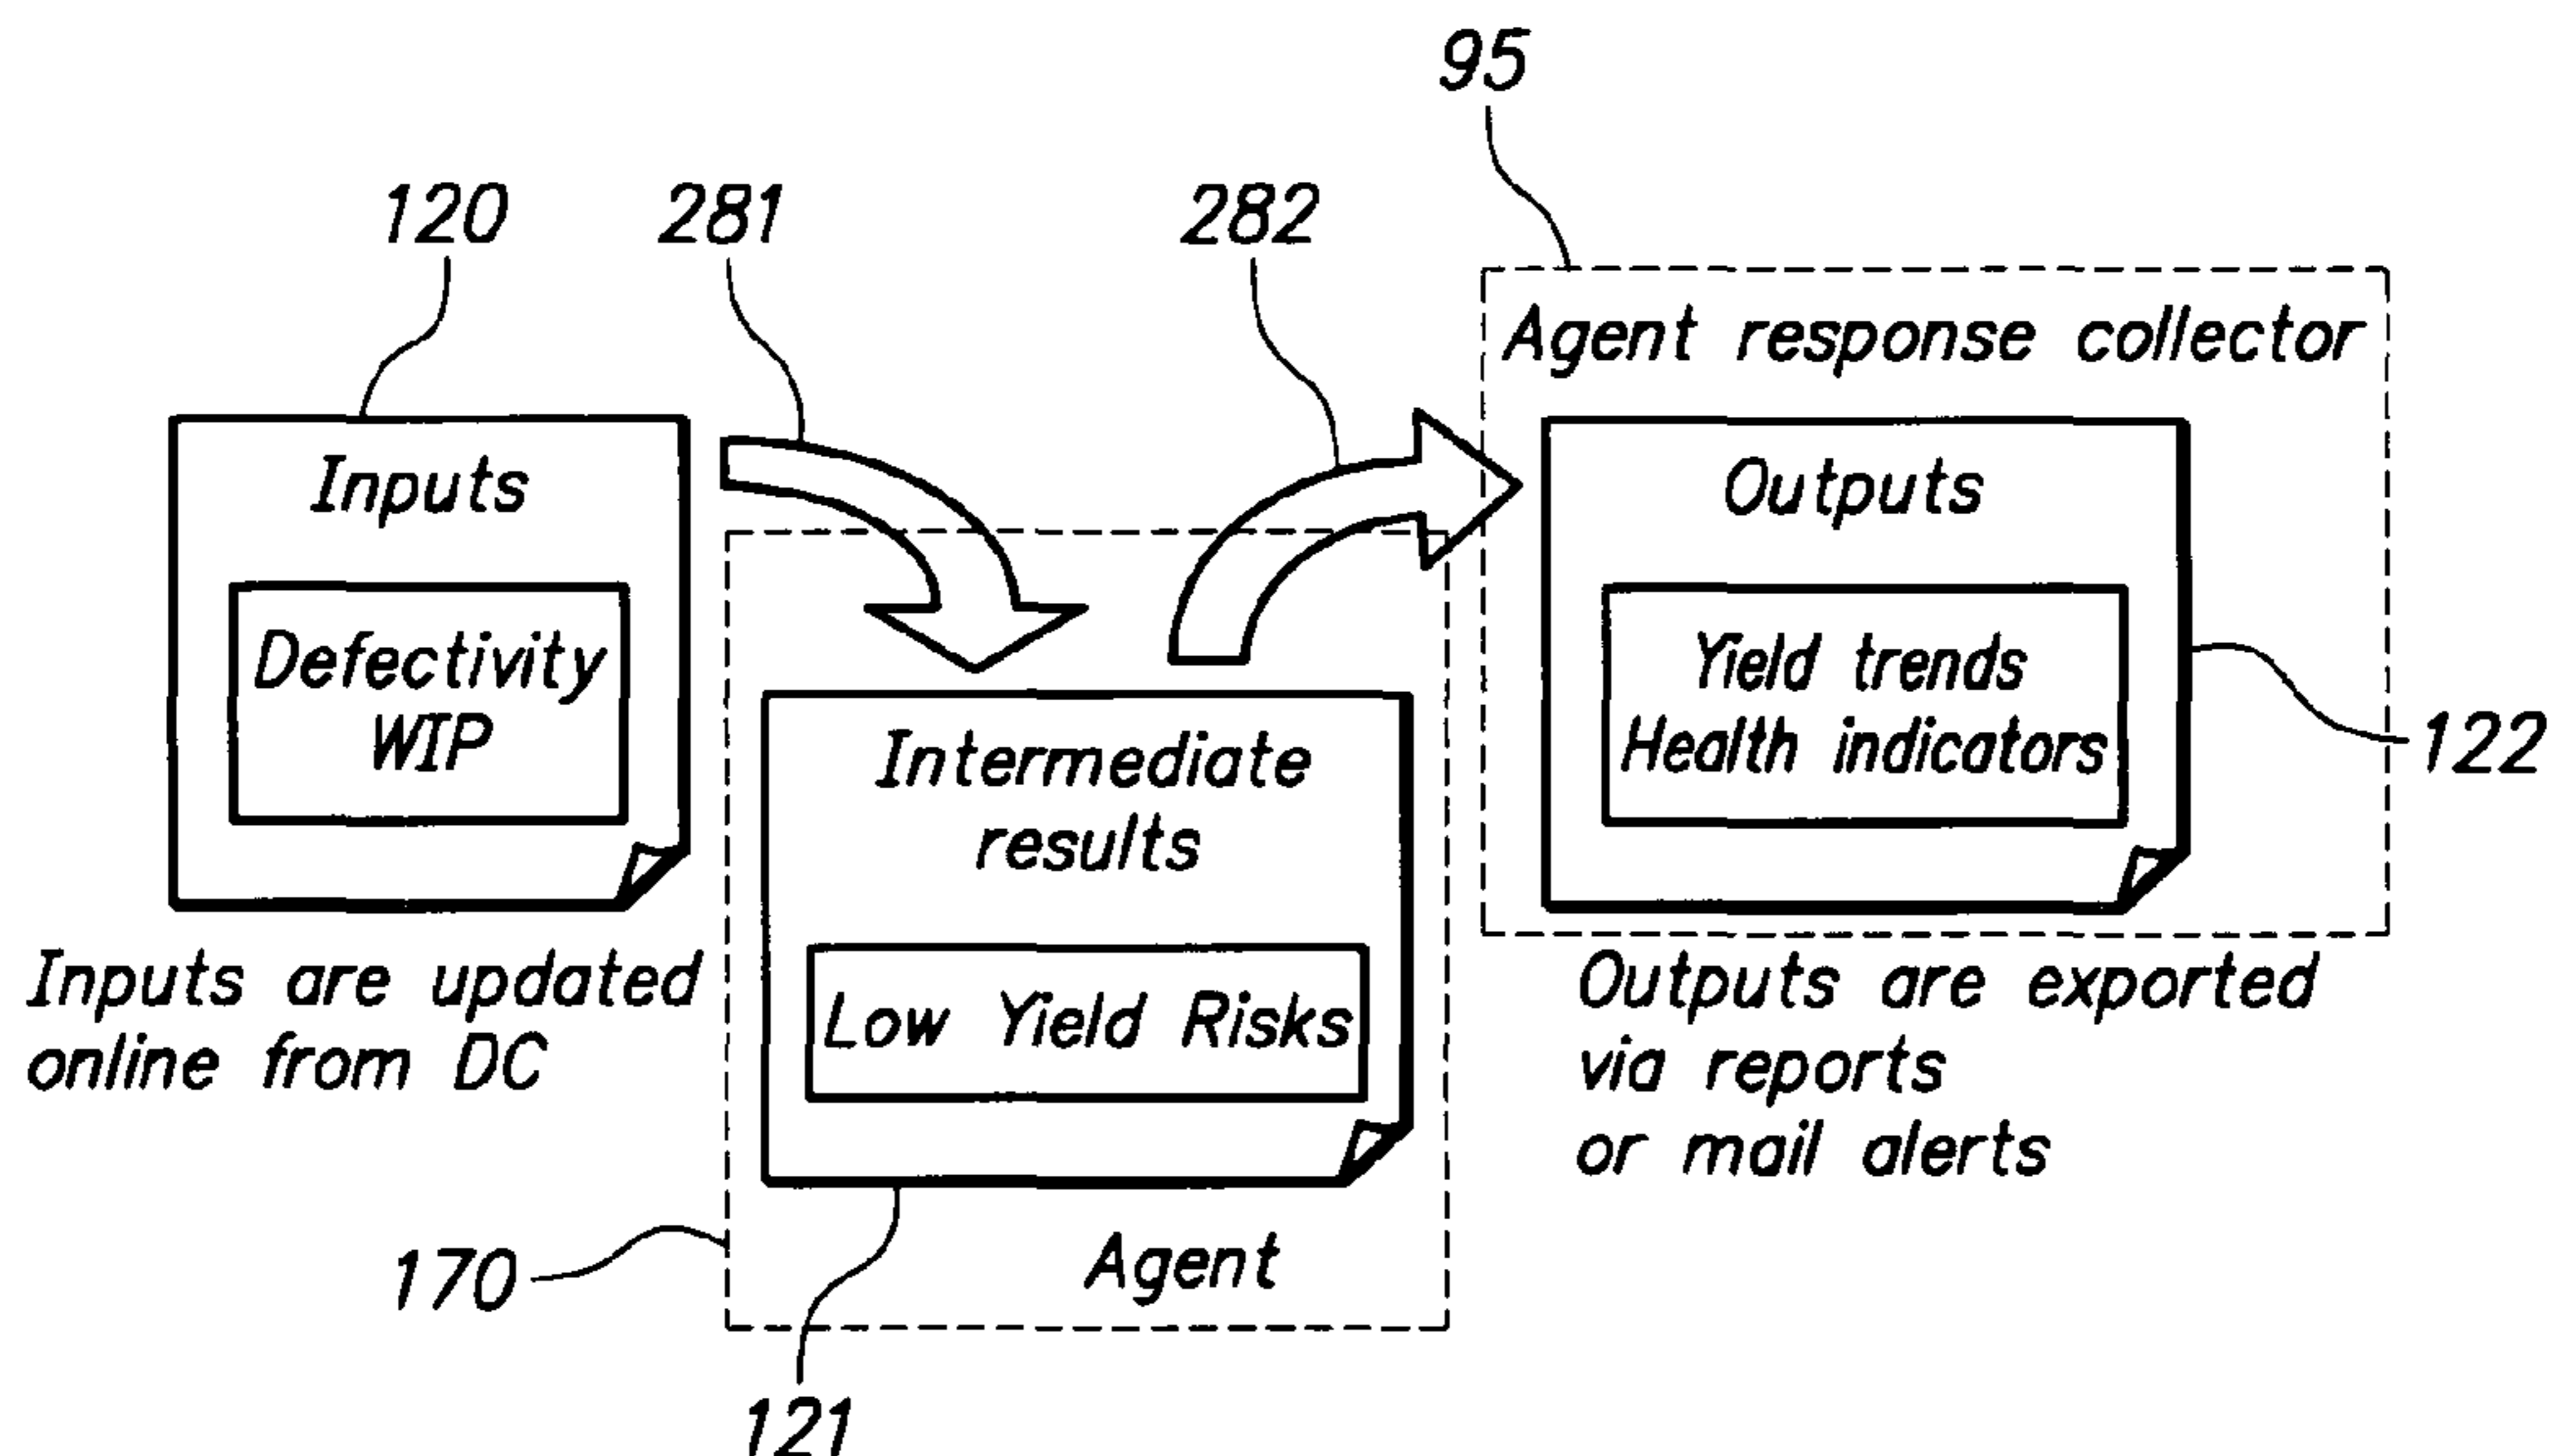 95
120
281
282
Agent response collector
Inputs
Outputs
Defectivity
WIP
Yield trends
Health indicators
122
Intermediate
results
Low Yield Risks
Inputs are updated
online from DC
Outputs are exported
via reports
or mail alerts
170
Agent
121